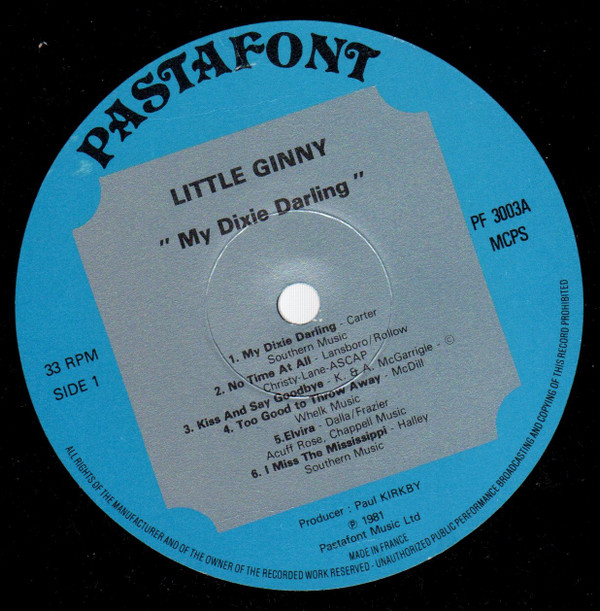 PASTAFONT
LITTLE GINNY
" My Dixie Darling "
PF 3003A
MCPS
33 RPM
SIDE 1
1. My Dixie Darling - Carter
Southern Music
2. No Time At All - Lansboro/Rollow
Christy-Lane-ASCAP
3. Kiss And Say Goodbye - K. & A. McGarrigle - ©
4. Too Good to Throw Away - McDill
Whelk Music
5.Elvira - Dalla/Frazier
Acuff Rose, Chappell Music
6. I Miss The Mississippi - Halley
Southern Music
Producer : Paul KIRKBY
℗ 1981
Pastafont Music Ltd
MADE IN FRANCE
ALL RIGHTS OF THE MANUFACTURER AND OF THE OWNER OF THE RECORDED WORK RESERVED - UNAUTHORIZED PUBLIC PERFORMANCE BROADCASTING AND COPYING OF THIS RECORD PROHIBITED